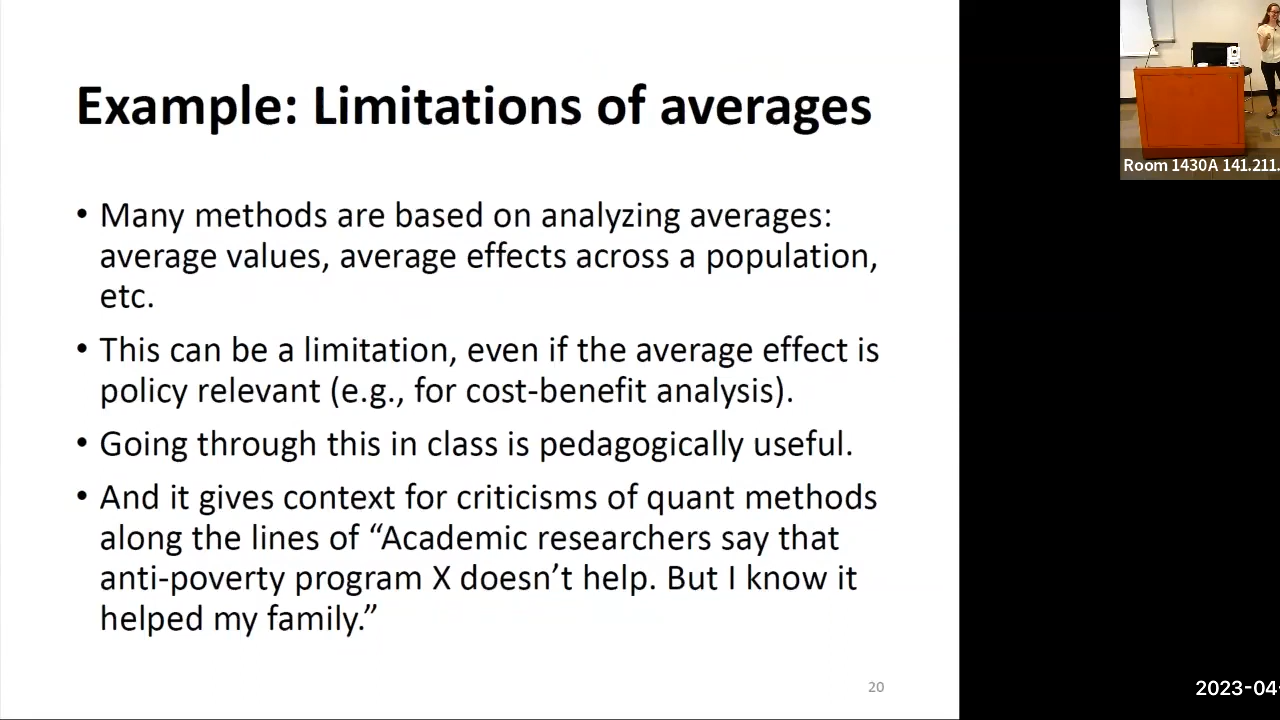 Example: Limitations of averages
• Many methods are based on analyzing averages:
average values, average effects across a population,
etc.
• This can be a limitation, even if the average effect is
policy relevant (e.g., for cost-benefit analysis).
• Going through this in class is pedagogically useful.
• And it gives context for criticisms of quant methods
along the lines of “Academic researchers say that
anti-poverty program X doesn’t help. But I know it
helped my family.”
20
Room 1430A 141.211.
2023-04-